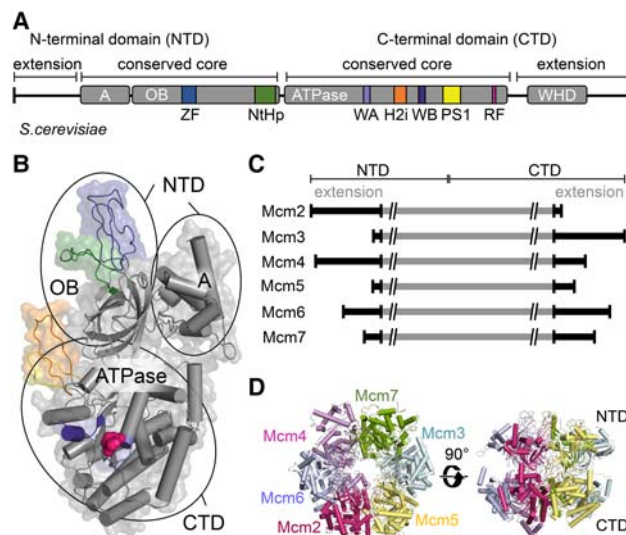 A
N-terminal domain (NTD)
C-terminal domain (CTD)
extension
conserved core
conserved core
extension
A
OB
ATPase
WHD
ZF
NtHp
WA
H2i
WB
PS1
RF
S.cerevisiae
B
NTD
OB
A
ATPase
CTD
C
NTD
CTD
extension
extension
Mcm2
Mcm3
Mcm4
Mcm5
Mcm6
Mcm7
D
Mcm7
Mcm4
Mcm3
Mcm6
Mcm2
Mcm5
90°
NTD
CTD